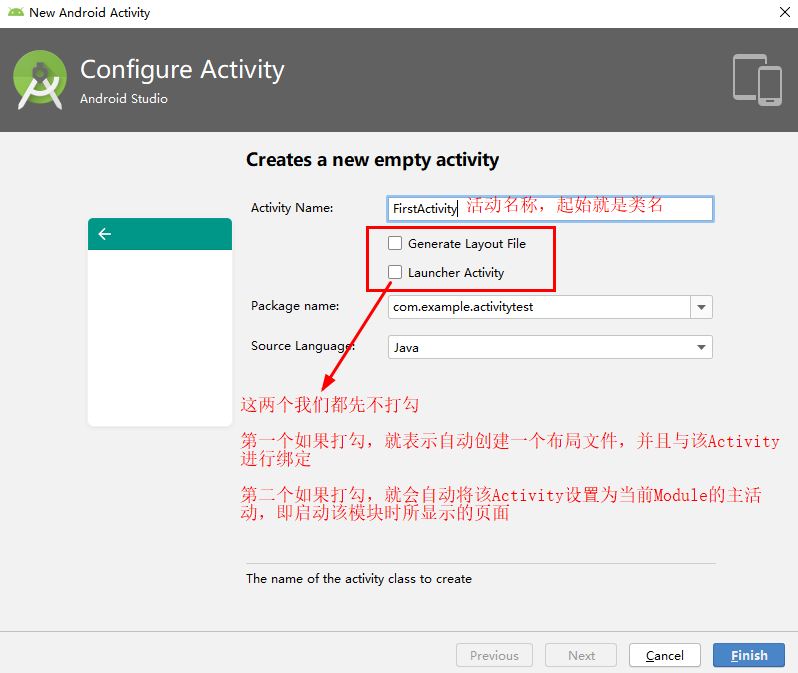 New Android Activity
Configure Activity
Android Studio
Creates a new empty activity
Activity Name:
FirstActivity
活动名称，起始就是类名
Generate Layout File
Launcher Activity
Package name:
com.example.activitytest
Source Language:
Java
这两个我们都先不打勾
第一个如果打勾，就表示自动创建一个布局文件，并且与该Activity
进行绑定
第二个如果打勾，就会自动将该Activity设置为当前Module的主活
动，即启动该模块时所显示的页面
The name of the activity class to create
Previous
Next
Cancel
Finish